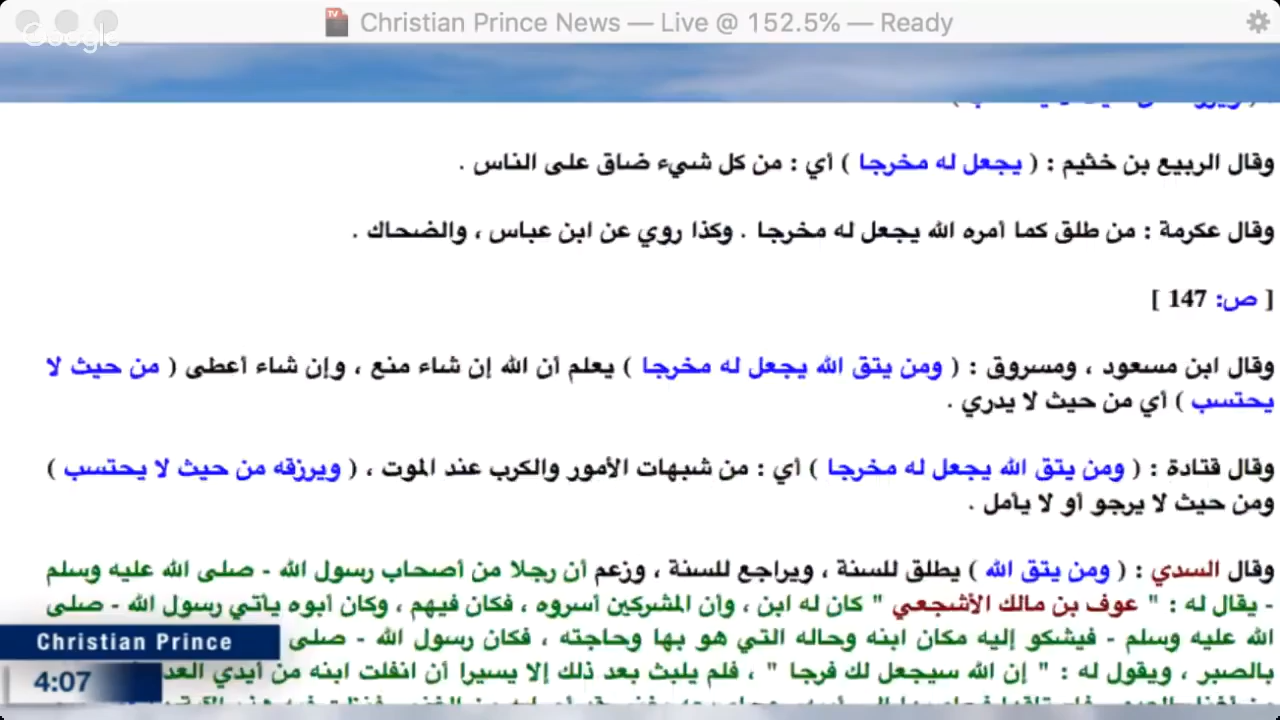 Google
Christian Prince News — Live @ 152.5% — Ready
وقال الربيع بن خثيم : ( يجعل له مخرجا ) أي : من كل شيء ضاق على الناس .
وقال عكرمة : من طلق كما أمره الله يجعل له مخرجا . وكذا روي عن ابن عباس ، والضحاك .
[ ص: 147 ]
وقال ابن مسعود ، ومسروق : ( ومن يتق الله يجعل له مخرجا ) يعلم أن الله إن شاء منع ، وإن شاء أعطى ( من حيث لا
يحتسب ) أي من حيث لا يدري .
وقال قتادة : ( ومن يتق الله يجعل له مخرجا ) أي : من شبهات الأمور والكرب عند الموت ، ( ويرزقه من حيث لا يحتسب )
ومن حيث لا يرجو أو لا يأمل .
وقال السدي : ( ومن يتق الله ) يطلق للسنة ، ويراجع للسنة ، وزعم أن رجلا من أصحاب رسول الله - صلى الله عليه وسلم
- يقال له : " عوف بن مالك الأشجعي " كان له ابن ، وأن المشركين أسروه ، فكان فيهم ، وكان أبوه يأتي رسول الله - صلى
الله عليه وسلم - فيشكو إليه مكان ابنه وحاله التي هو بها وحاجته ، فكان رسول الله - صلى
بالصبر ، ويقول له : " إن الله سيجعل لك فرجا " ، فلم يلبث بعد ذلك إلا يسيرا أن انفلت ابنه من أيدي العد
Christian Prince
4:07